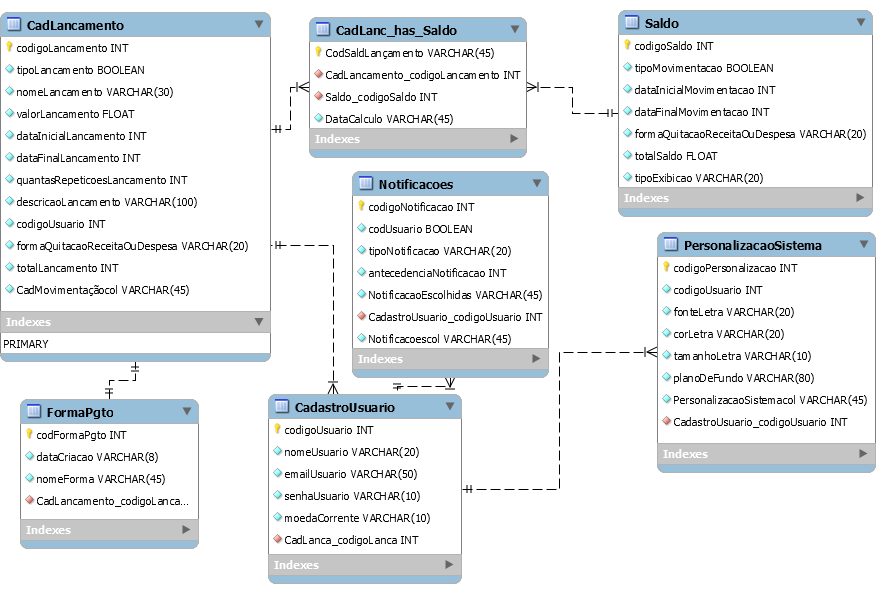 CadLancamento
codigoLancamento INT
tipoLancamento BOOLEAN
nomeLancamento VARCHAR(30)
valorLancamento FLOAT
dataInicialLancamento INT
dataFinalLancamento INT
quantasRepeticoesLancamento INT
descricaoLancamento VARCHAR(100)
codigoUsuario INT
formaQuitacaoReceitaOuDespesa VARCHAR(20)
totalLancamento INT
CadMovimentaçãocol VARCHAR(45)
Indexes
PRIMARY
CadLanc_has_Saldo
CodSaldLançamento VARCHAR(45)
CadLancamento_codigoLancamento INT
Saldo_codigoSaldo INT
DataCalculo VARCHAR(45)
Indexes
Saldo
codigoSaldo INT
tipoMovimentacao BOOLEAN
dataInicialMovimentacao INT
dataFinalMovimentacao INT
formaQuitacaoReceitaOuDespesa VARCHAR(20)
totalSaldo FLOAT
tipoExibicao VARCHAR(20)
Indexes
Notificacoes
codigoNotificacao INT
codUsuario BOOLEAN
tipoNotificacao VARCHAR(20)
antecedenciaNotificacao INT
NotificacaoEscolhidas VARCHAR(45)
CadastroUsuario_codigoUsuario INT
Notificacoescol VARCHAR(45)
Indexes
PersonalizacaoSistema
codigoPersonalizacao INT
codigoUsuario INT
fonteLetra VARCHAR(20)
corLetra VARCHAR(20)
tamanhoLetra VARCHAR(10)
planoDeFundo VARCHAR(80)
PersonalizacaoSistemacol VARCHAR(45)
CadastroUsuario_codigoUsuario INT
Indexes
FormaPgto
codFormaPgto INT
dataCriacao VARCHAR(8)
nomeForma VARCHAR(45)
CadLancamento_codigoLanca...
Indexes
CadastroUsuario
codigoUsuario INT
nomeUsuario VARCHAR(20)
emailUsuario VARCHAR(50)
senhaUsuario VARCHAR(10)
moedaCorrente VARCHAR(10)
CadLanca_codigoLanca INT
Indexes